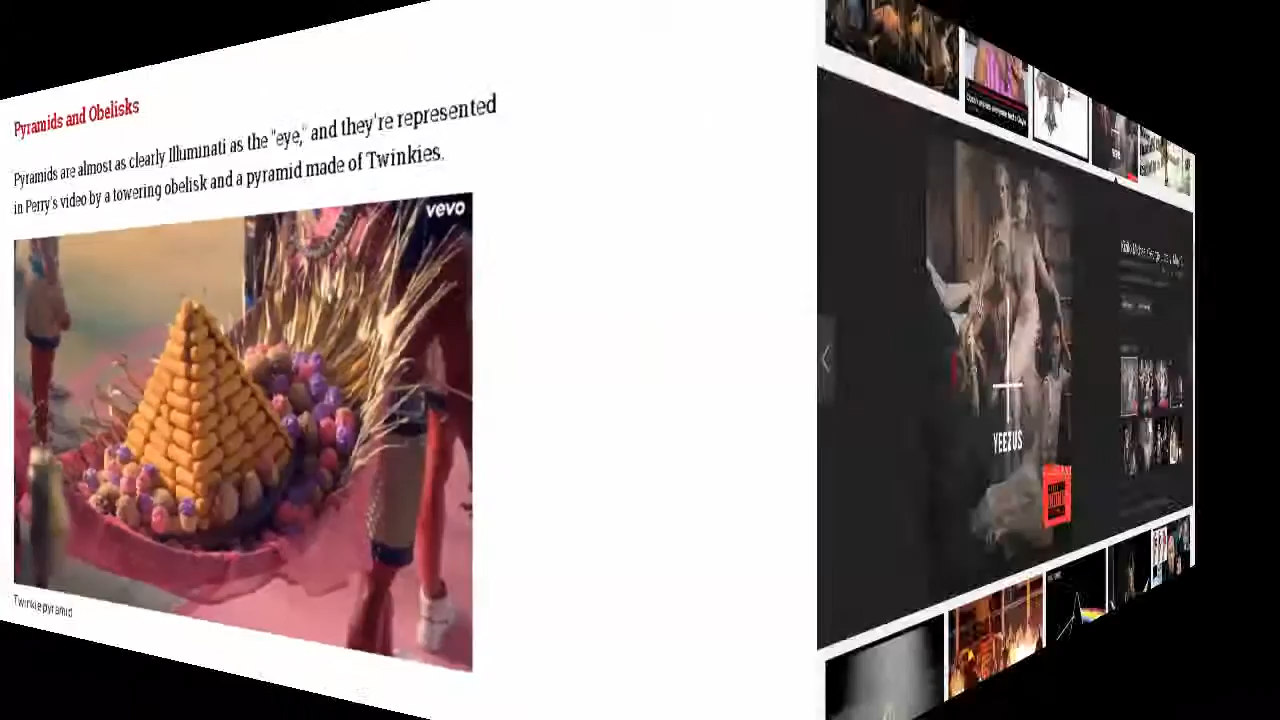 Pyramids and Obelisks
Pyramids are almost as clearly Illuminati as the "eye," and they're represented
in Perry's video by a towering obelisk and a pyramid made of Twinkies.
vevo
Twinkie pyramid
YEEZUS